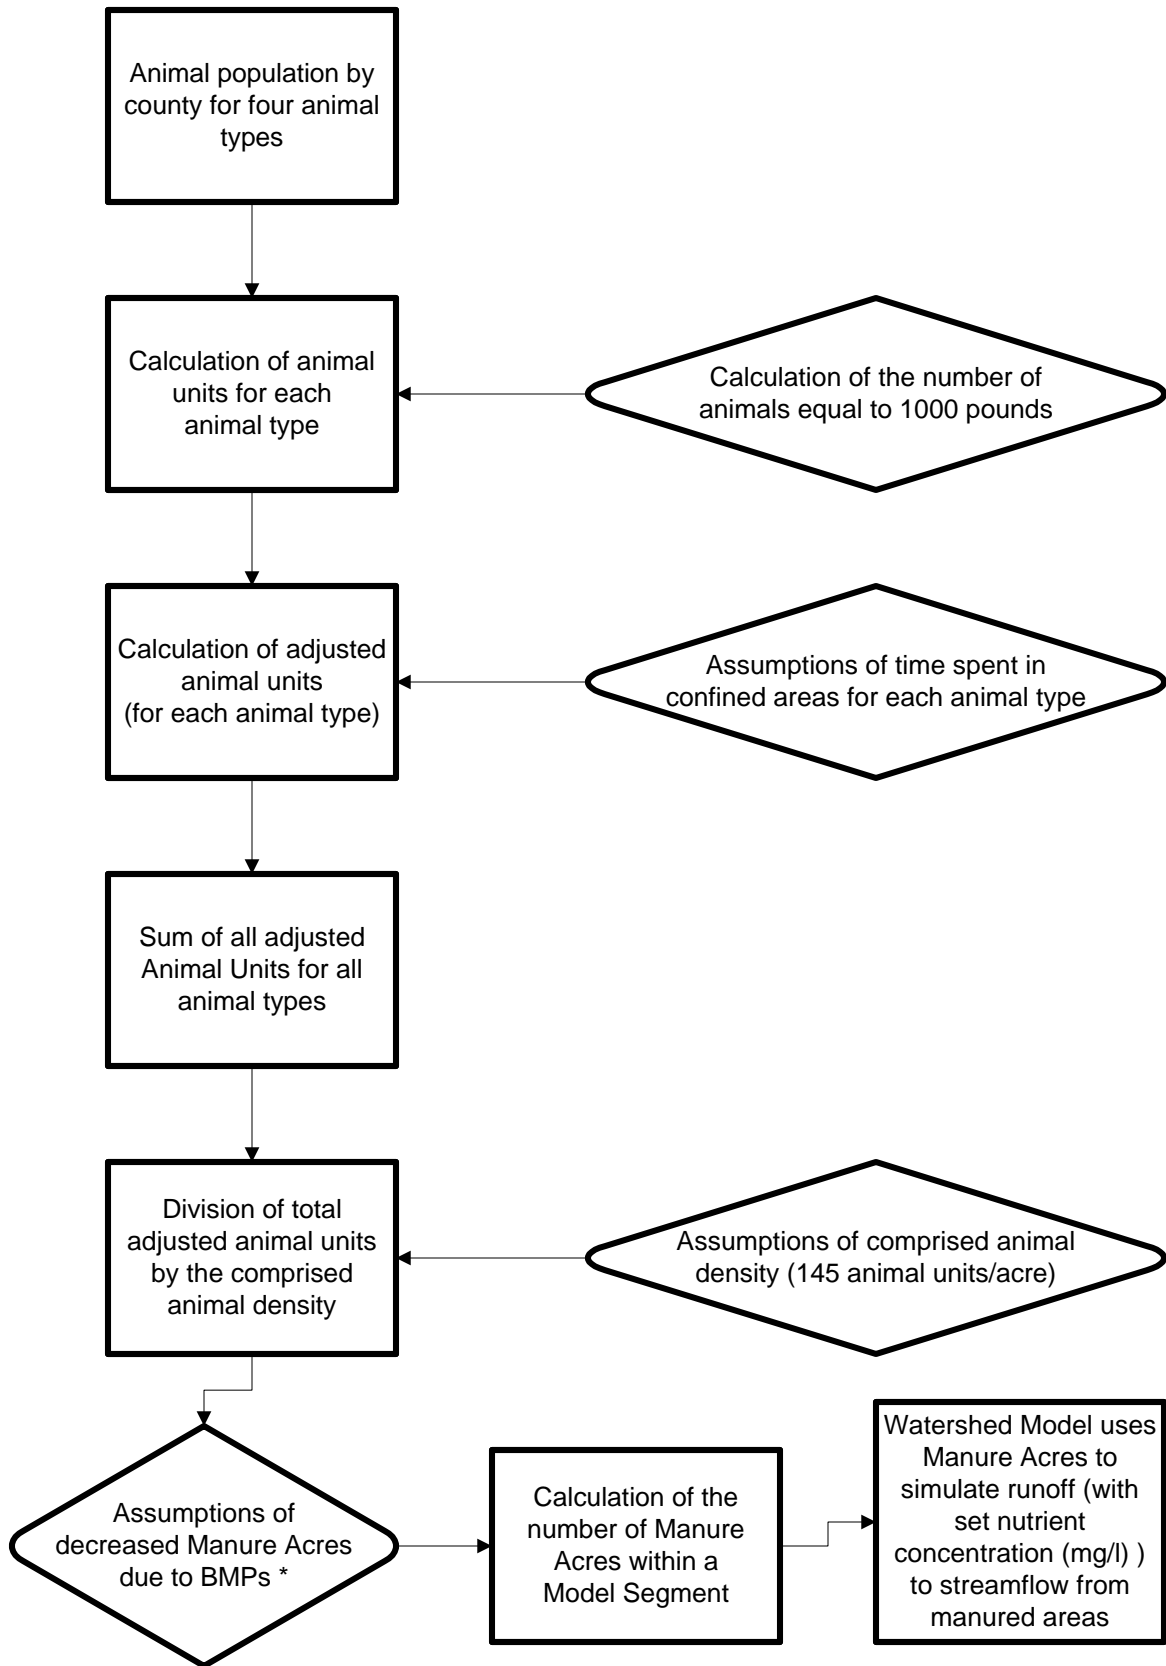 Animal population by
county for four animal
types
Calculation of animal
units for each
animal type
Calculation of the number of
animals equal to 1000 pounds
Calculation of adjusted
animal units
(for each animal type)
Assumptions of time spent in
confined areas for each animal type
Sum of all adjusted
Animal Units for all
animal types
Division of total
adjusted animal units
by the comprised
animal density
Assumptions of comprised animal
density (145 animal units/acre)
Assumptions of
decreased Manure Acres
due to BMPs *
Calculation of the
number of Manure
Acres within a
Model Segment
Watershed Model uses
Manure Acres to
simulate runoff (with
set nutrient
concentration (mg/l) )
to streamflow from
manured areas